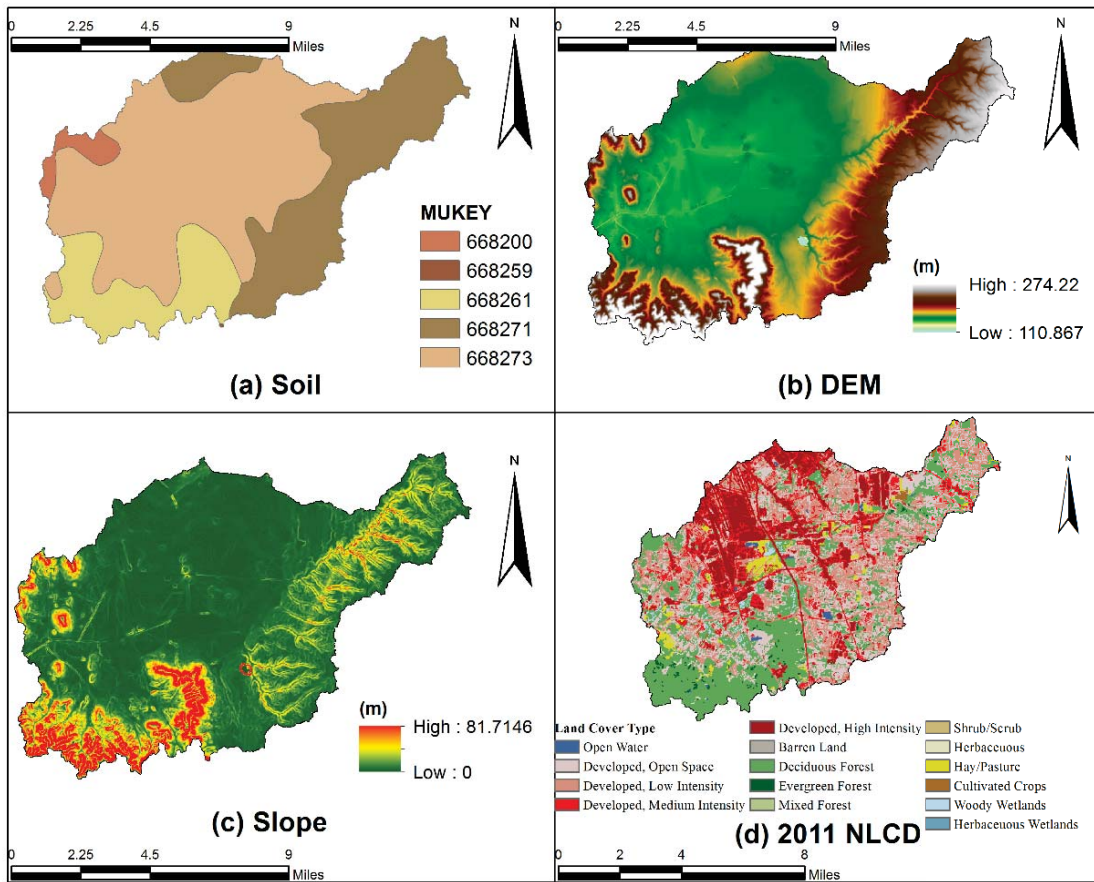 0 2.25 4.5 9
Miles
N
MUKEY
668200
668259
668261
668271
668273
(a) Soil
0 2.25 4.5 9
Miles
N
(m)
High : 274.22
Low : 110.867
(b) DEM
N
(m)
High : 81.7146
Low : 0
(c) Slope
0 2.25 4.5 9
Miles
N
Land Cover Type
Open Water
Developed, Open Space
Developed, Low Intensity
Developed, Medium Intensity
Developed, High Intensity
Barren Land
Deciduous Forest
Evergreen Forest
Mixed Forest
Shrub/Scrub
Herbaceuous
Hay/Pasture
Cultivated Crops
Woody Wetlands
Herbaceuous Wetlands
(d) 2011 NLCD
0 2 4 8
Miles